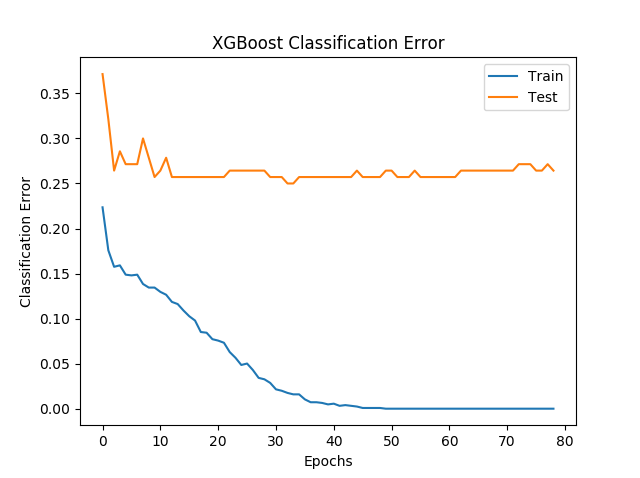 XGBoost Classification Error
Train
Test
Classification Error
0.35
0.30
0.25
0.20
0.15
0.10
0.05
0.00
0 10 20 30 40 50 60 70 80
Epochs